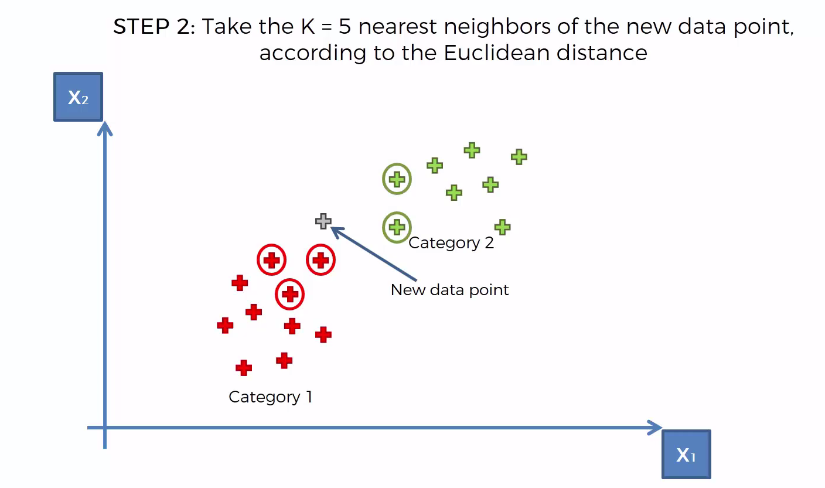 STEP 2: Take the K = 5 nearest neighbors of the new data point,
according to the Euclidean distance
X2
Category 2
New data point
Category 1
X1